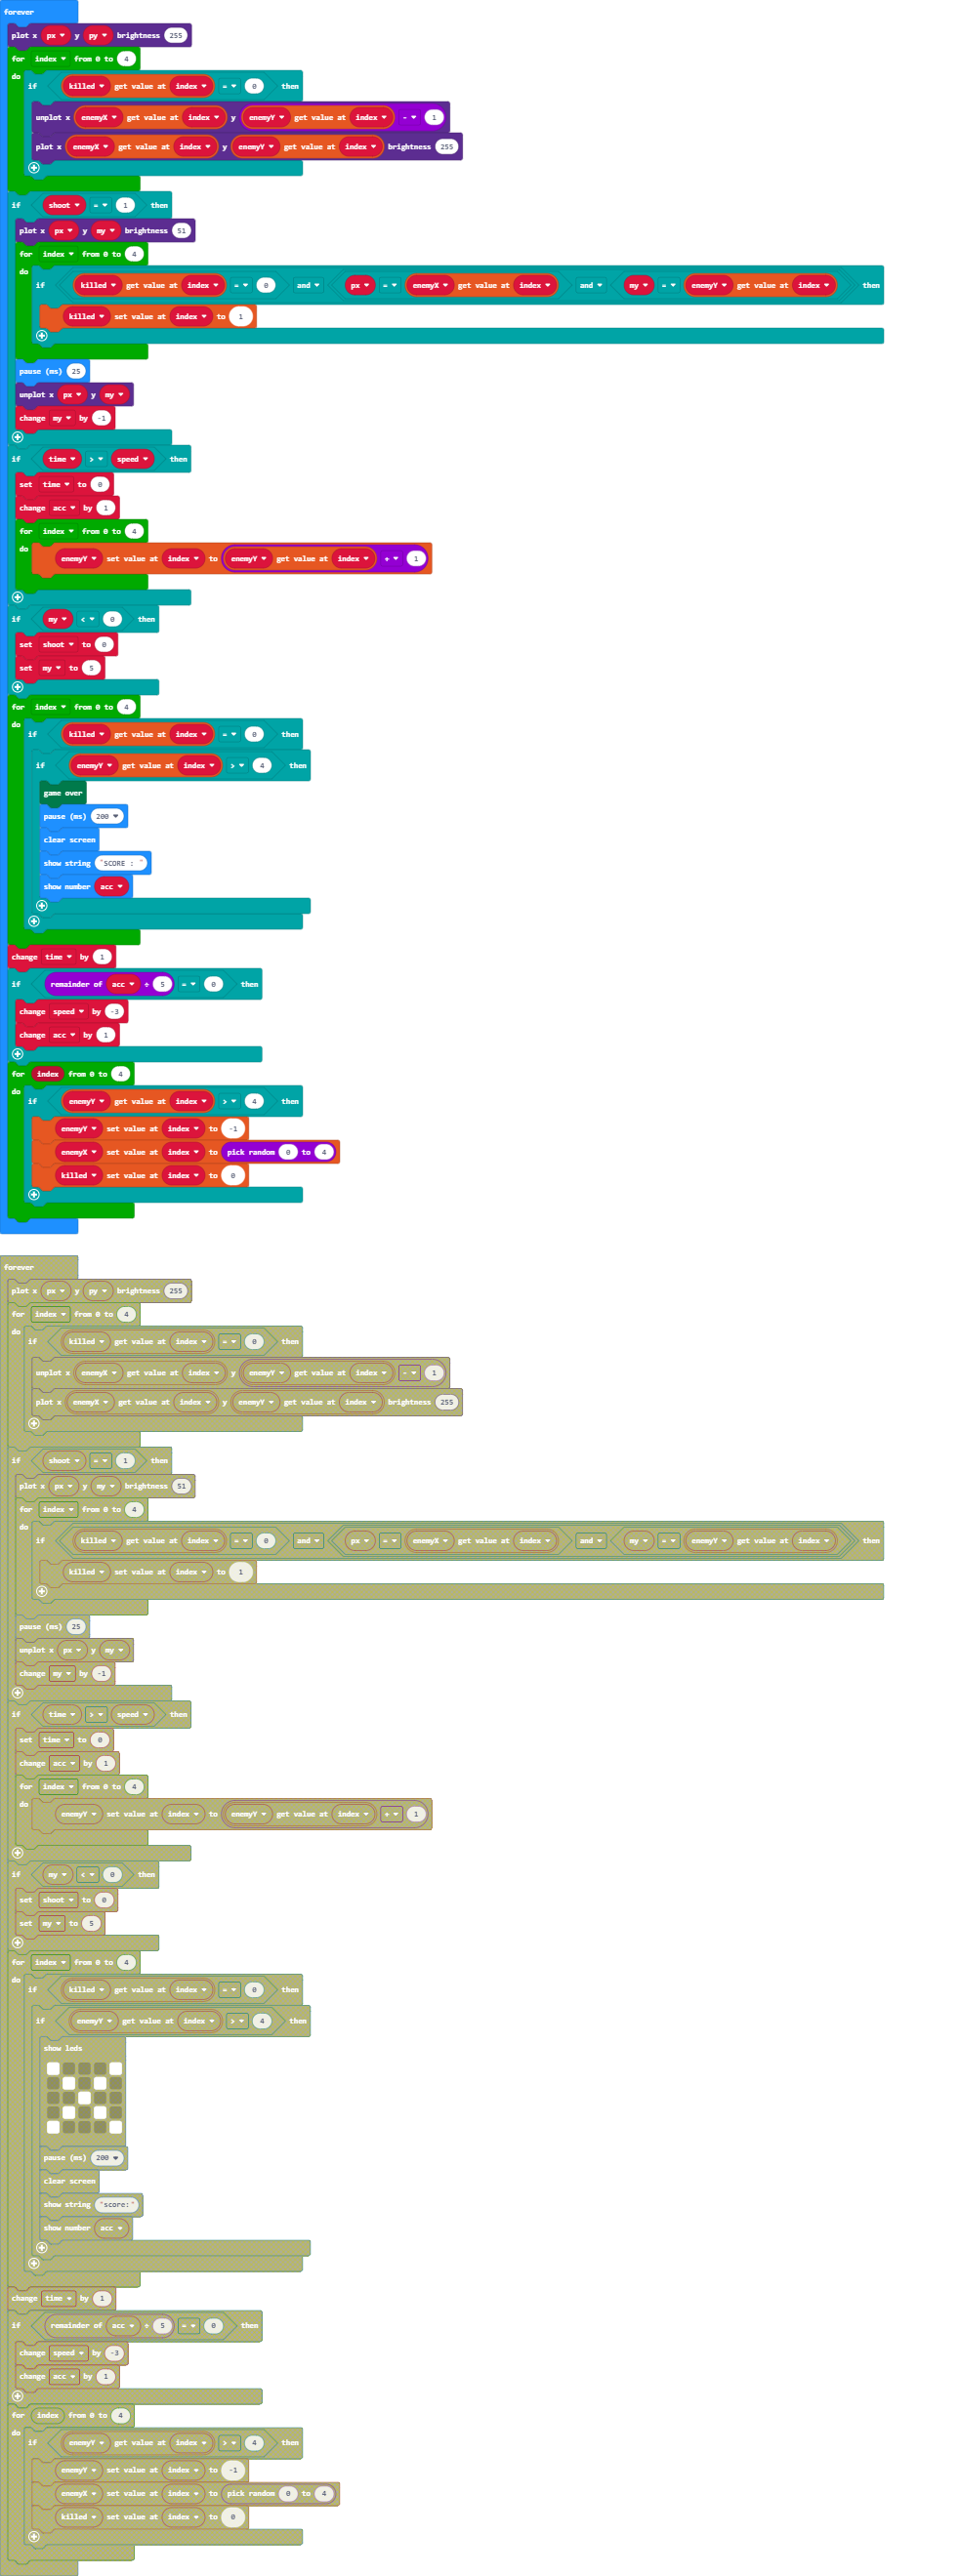 forever
plot x px y py brightness 255
for index from 0 to 4
do
if killed get value at index = 0 then
unplot x enemyX get value at index y enemyY get value at index - 1
plot x enemyX get value at index y enemyY get value at index brightness 255
if shoot = 1 then
plot x px y my brightness 51
for index from 0 to 4
do
if killed get value at index = 0 and px = enemyX get value at index and my = enemyY get value at index then
killed set value at index to 1
pause (ms) 25
unplot x px y my
change my by -1
if time > speed then
set time to 0
change acc by 1
for index from 0 to 4
do
enemyY set value at index to enemyY get value at index + 1
if my < 0 then
set shoot to 0
set my to 5
for index from 0 to 4
do
if killed get value at index = 0 then
if enemyY get value at index > 4 then
game over
pause (ms) 200
clear screen
show string "SCORE : "
show number acc
change time by 1
if remainder of acc ÷ 5 = 0 then
change speed by -3
change acc by 1
for index from 0 to 4
do
if enemyY get value at index > 4 then
enemyY set value at index to -1
enemyX set value at index to pick random 0 to 4
killed set value at index to 0
forever
plot x px y py brightness 255
for index from 0 to 4
do
if killed get value at index = 0 then
unplot x enemyX get value at index y enemyY get value at index - 1
plot x enemyX get value at index y enemyY get value at index brightness 255
if shoot = 1 then
plot x px y my brightness 51
for index from 0 to 4
do
if killed get value at index = 0 and px = enemyX get value at index and my = enemyY get value at index then
killed set value at index to 1
pause (ms) 25
unplot x px y my
change my by -1
if time > speed then
set time to 0
change acc by 1
for index from 0 to 4
do
enemyY set value at index to enemyY get value at index + 1
if my < 0 then
set shoot to 0
set my to 5
for index from 0 to 4
do
if killed get value at index = 0 then
if enemyY get value at index > 4 then
show leds
pause (ms) 200
clear screen
show string "score:"
show number acc
change time by 1
if remainder of acc ÷ 5 = 0 then
change speed by -3
change acc by 1
for index from 0 to 4
do
if enemyY get value at index > 4 then
enemyY set value at index to -1
enemyX set value at index to pick random 0 to 4
killed set value at index to 0